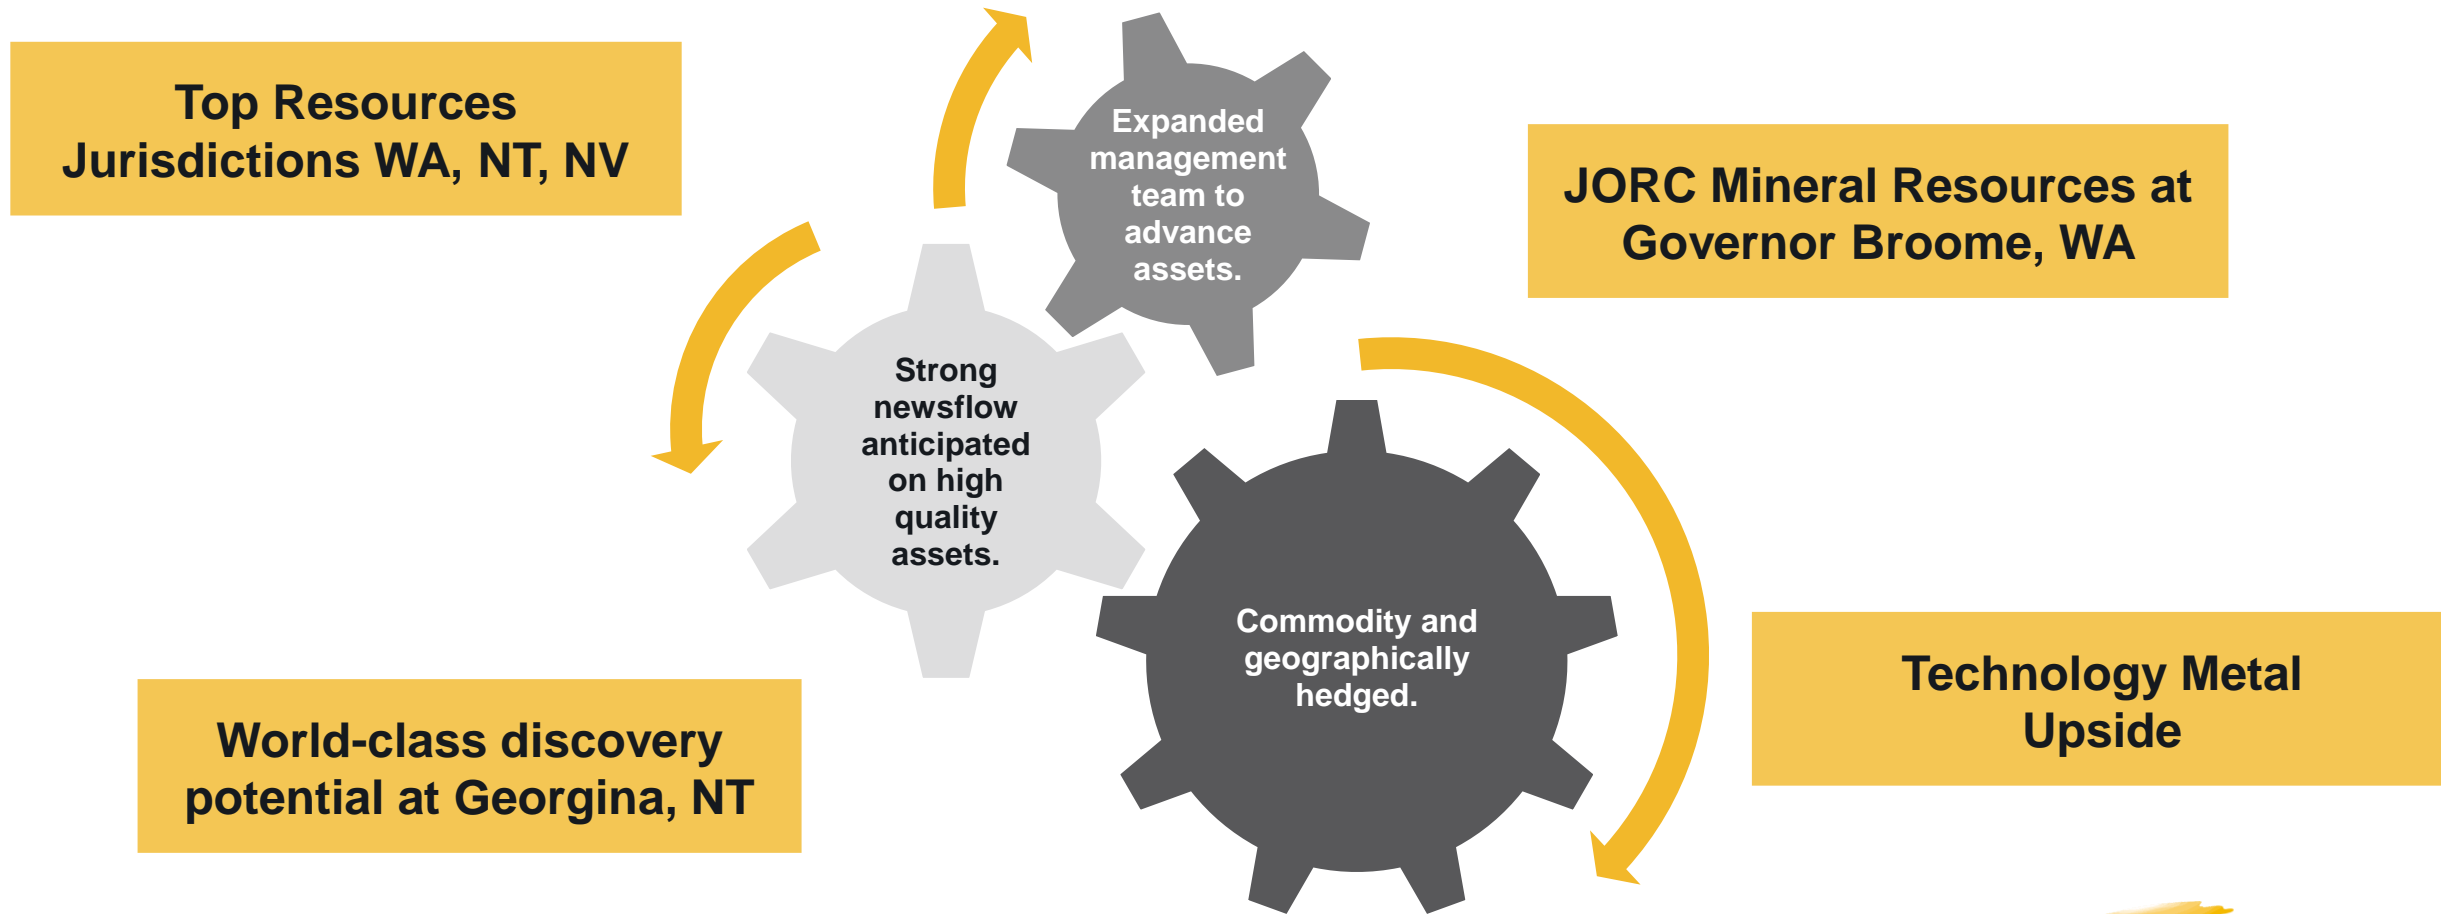 Top Resources
Jurisdictions WA, NT, NV
Expanded
management
team to
advance
assets.
JORC Mineral Resources at
Governor Broome, WA
Strong
newsflow
anticipated
on high
quality
assets.
Commodity and
geographically
hedged.
World-class discovery
potential at Georgina, NT
Technology Metal
Upside